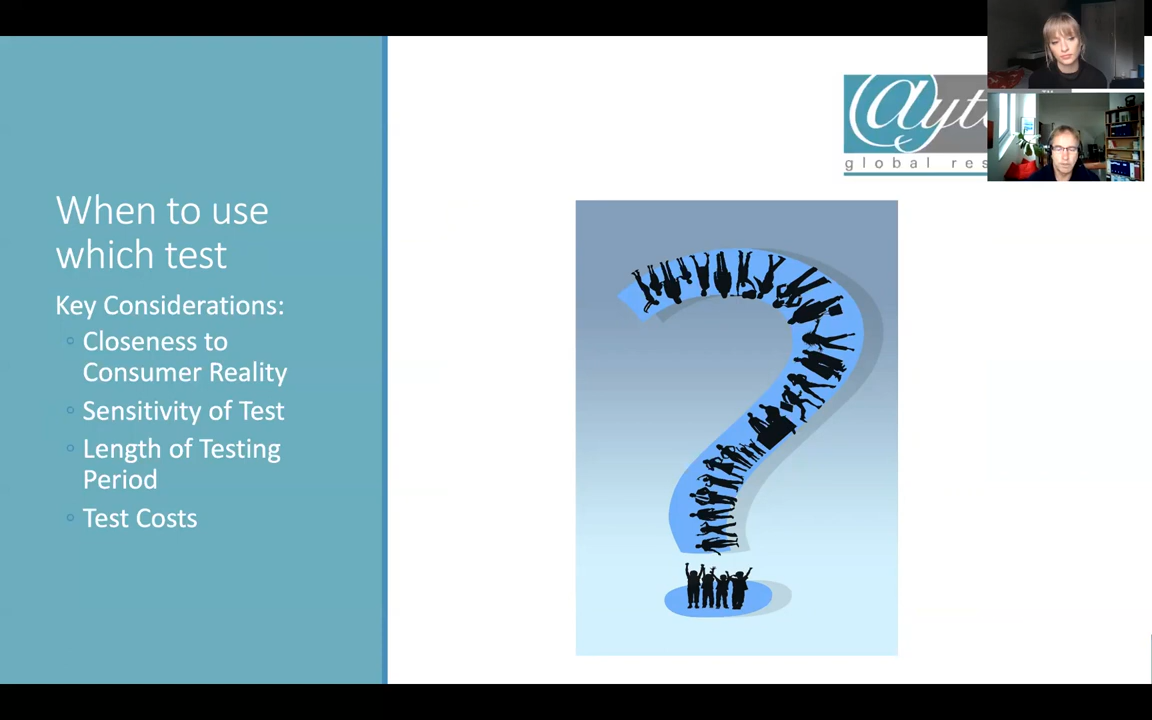 When to use
which test
Key Considerations:
Closeness to
Consumer Reality
Sensitivity of Test
Length of Testing
Period
Test Costs
global